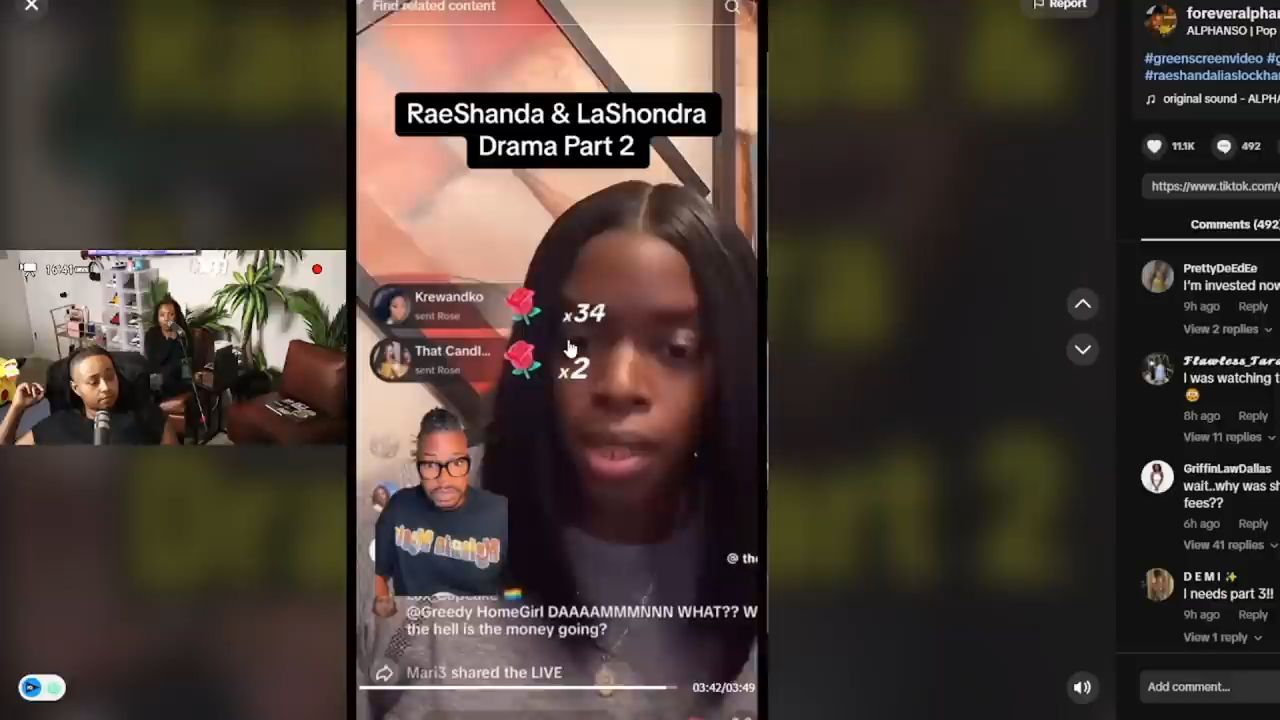 Find related content
RaeShanda & LaShondra
Drama Part 2
Krewandko
sent Rose
x34
That Candl...
sent Rose
x2
@ the
@Greedy HomeGirl DAAAAMMMNNN WHAT?? W
the hell is the money going?
Mari3 shared the LIVE
03:42/03:49
Report
foreveralphan
ALPHANSO | Pop
#greenscreenvideo #g
#raeshandaliaslockhar
original sound - ALPHA
11.1K
492
https://www.tiktok.com/
Comments (492)
PrettyDeEdEe
I'm invested now
9h ago Reply
View 2 replies
I was watching t
8h ago Reply
View 11 replies
GriffinLawDallas
wait..why was sh
fees??
6h ago Reply
View 41 replies
D E M I
I needs part 3!!
9h ago Reply
View 1 reply
Add comment...